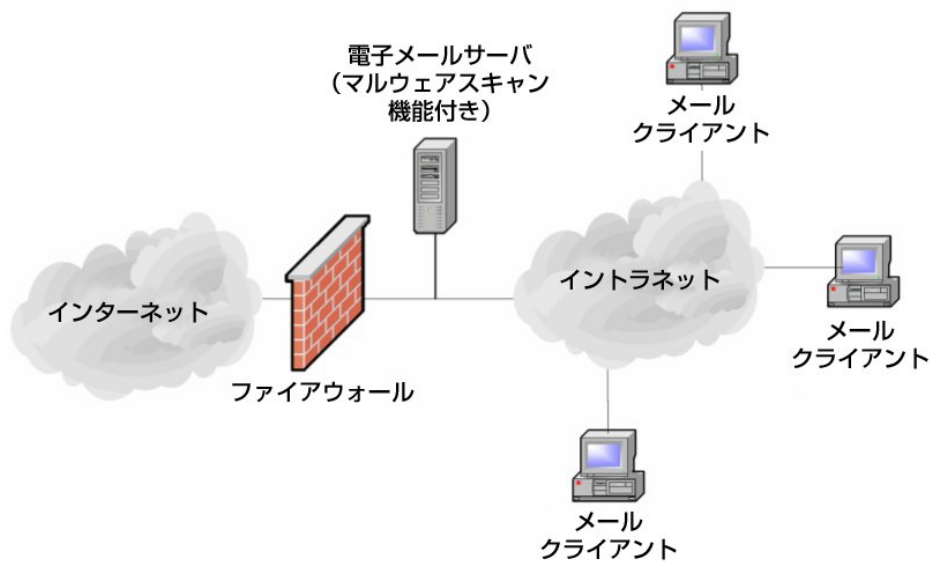 電子メールサーバ
（マルウェアスキャン
機能付き）
メール
クライアント
インターネット
イントラネット
メール
クライアント
ファイアウォール
メール
クライアント